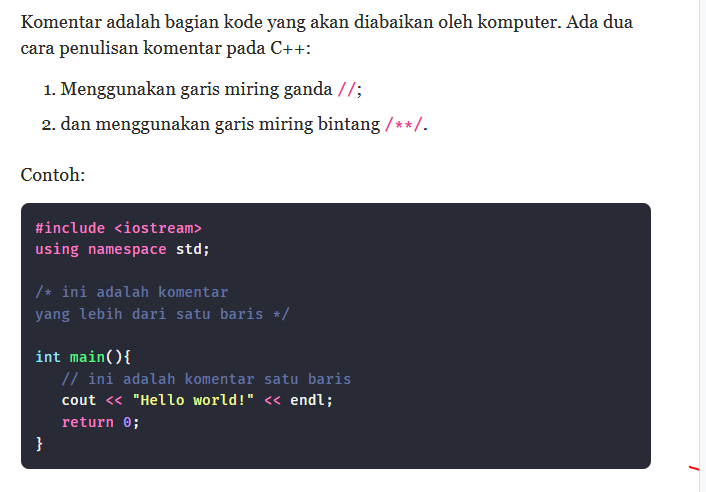 Komentar adalah bagian kode yang akan diabaikan oleh komputer. Ada dua
cara penulisan komentar pada C++:
1. Menggunakan garis miring ganda //;
2. dan menggunakan garis miring bintang /**/.
Contoh:
#include <iostream>
using namespace std;

/* ini adalah komentar
yang lebih dari satu baris */

int main(){
   // ini adalah komentar satu baris
   cout << "Hello world!" << endl;
   return 0;
}